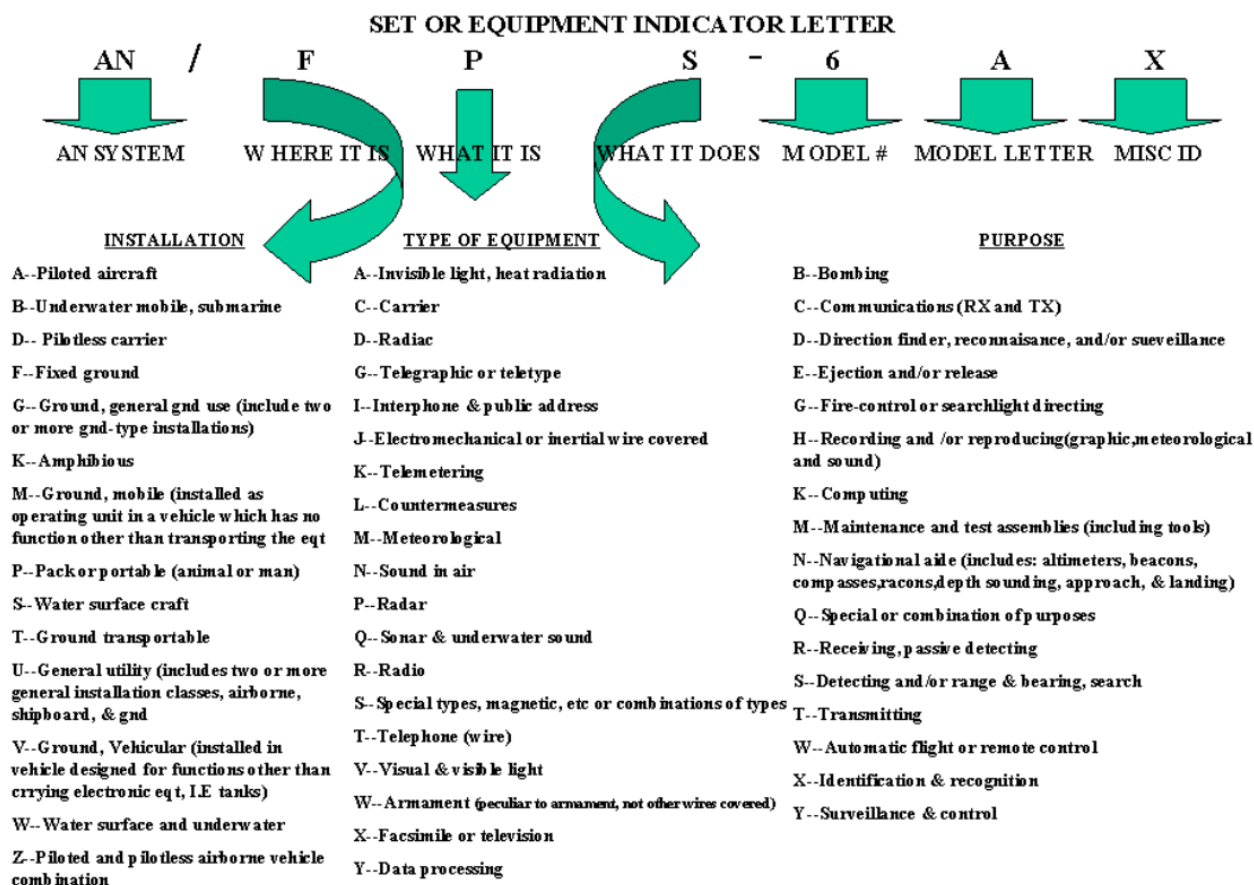 SET OR EQUIPMENT INDICATOR LETTER
AN / F P S - 6 A X
AN SYSTEM WHERE IT IS WHAT IT IS WHAT IT DOES MODEL # MODEL LETTER MISC ID
INSTALLATION
A--Piloted aircraft
B--Underwater mobile, submarine
D-- Pilotless carrier
F--Fixed ground
G--Ground, general gnd use (include two
or more gnd-type installations)
K--Amphibious
M--Ground, mobile (installed as
operating unit in a vehicle which has no
function other than transporting the eqt
P--Pack or portable (animal or man)
S--Water surface craft
T--Ground transportable
U--General utility (includes two or more
general installation classes, airborne,
shipboard, & gnd
V--Ground, Vehicular (installed in
vehicle designed for functions other than
crrying electronic eqt, I.E tanks)
W--Water surface and underwater
Z--Piloted and pilotless airborne vehicle
combination
TYPE OF EQUIPMENT
A--Invisible light, heat radiation
C--Carrier
D--Radiac
G--Telegraphic or teletype
I--Interphone & public address
J--Electromechanical or inertial wire covered
K--Telemetering
L--Countermeasures
M--Meteorological
N--Sound in air
P--Radar
Q--Sonar & underwater sound
R--Radio
S--Special types, magnetic, etc or combinations of types
T--Telephone (wire)
V--Visual & visible light
W--Armament (peculiar to armament, not other wires covered)
X--Facsimile or television
Y--Data processing
PURPOSE
B--Bombing
C--Communications (RX and TX)
D--Direction finder, reconnaisance, and/or sueveillance
E--Ejection and/or release
G--Fire-control or searchlight directing
H--Recording and /or reproducing(graphic,meteorological
and sound)
K--Computing
M--Maintenance and test assemblies (including tools)
N--Navigational aide (includes: altimeters, beacons,
compasses,racons,depth sounding, approach, & landing)
Q--Special or combination of purposes
R--Receiving, passive detecting
S--Detecting and/or range & bearing, search
T--Transmitting
W--Automatic flight or remote control
X--Identification & recognition
Y--Surveillance & control